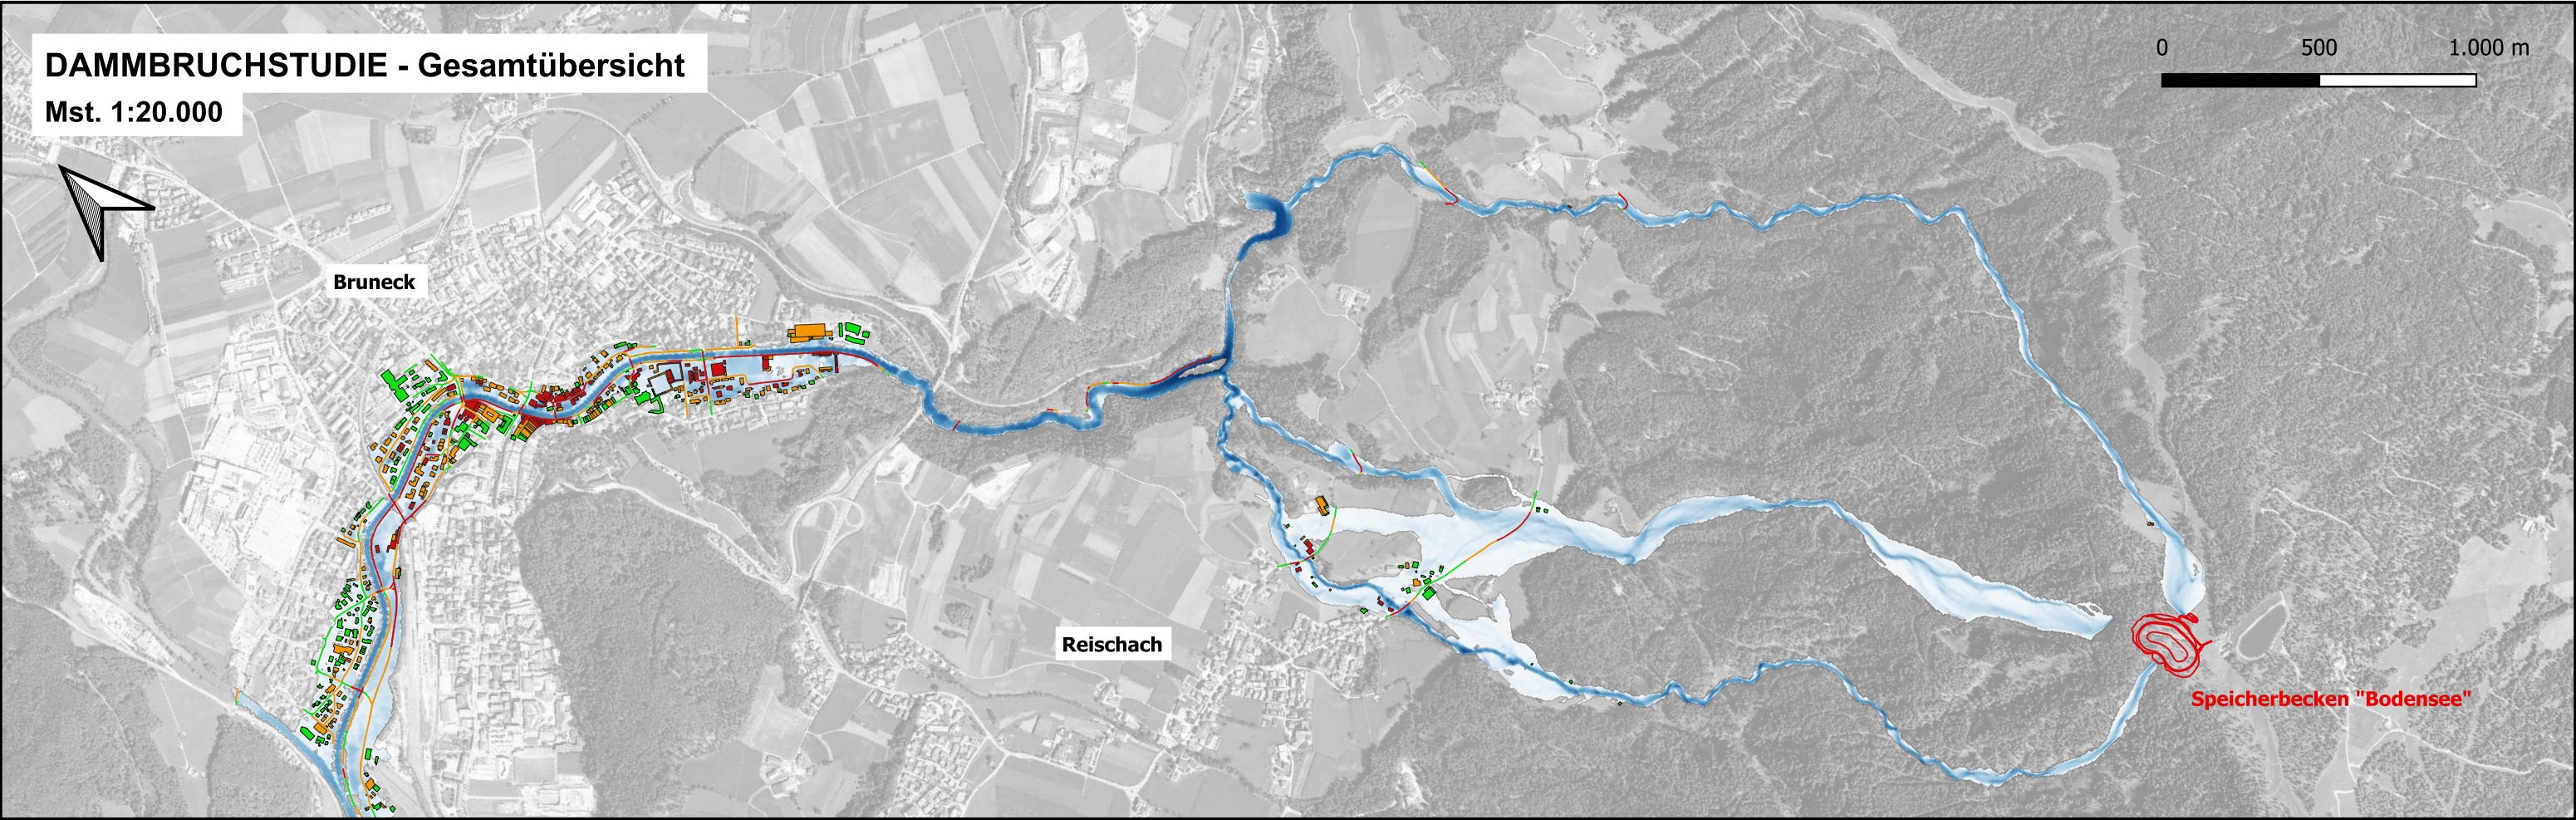 DAMMBRUCHSTUDIE - Gesamtübersicht
Mst. 1:20.000
0 500 1.000 m
Bruneck
Reischach
Speicherbecken "Bodensee"